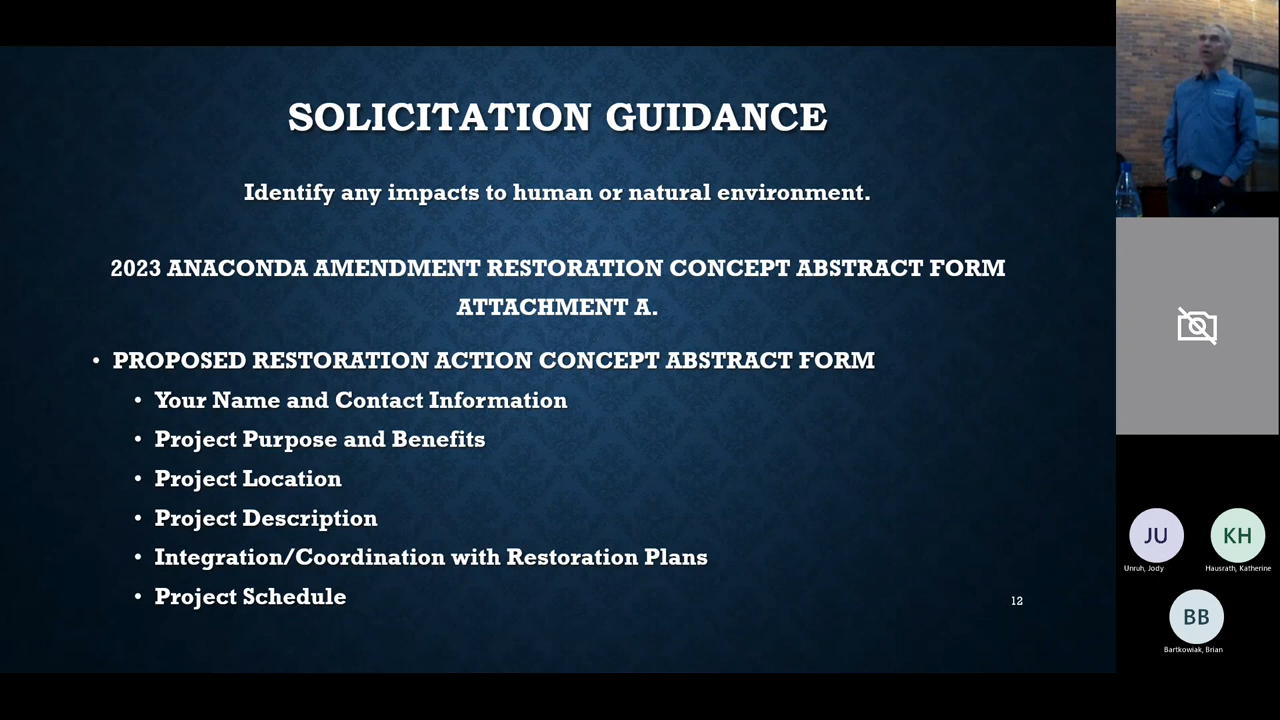 SOLICITATION GUIDANCE
Identify any impacts to human or natural environment.
2023 ANACONDA AMENDMENT RESTORATION CONCEPT ABSTRACT FORM
ATTACHMENT A.
• PROPOSED RESTORATION ACTION CONCEPT ABSTRACT FORM
• Your Name and Contact Information
• Project Purpose and Benefits
• Project Location
• Project Description
• Integration/Coordination with Restoration Plans
• Project Schedule
12
JU
Unruh, Jody
KH
Hausrath, Katherine
BB
Bartkowiak, Brian